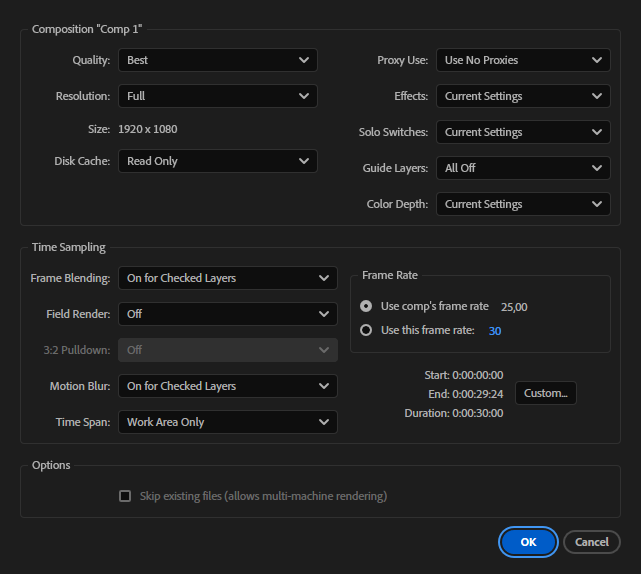 Composition "Comp 1"
Quality: Best
Resolution: Full
Size: 1920 x 1080
Disk Cache: Read Only
Proxy Use: Use No Proxies
Effects: Current Settings
Solo Switches: Current Settings
Guide Layers: All Off
Color Depth: Current Settings
Time Sampling
Frame Blending: On for Checked Layers
Field Render: Off
3:2 Pulldown: Off
Motion Blur: On for Checked Layers
Time Span: Work Area Only
Frame Rate
Use comp's frame rate 25,00
Use this frame rate: 30
Start: 0:00:00:00
End: 0:00:29:24
Duration: 0:00:30:00
Custom...
Options
Skip existing files (allows multi-machine rendering)
OK
Cancel